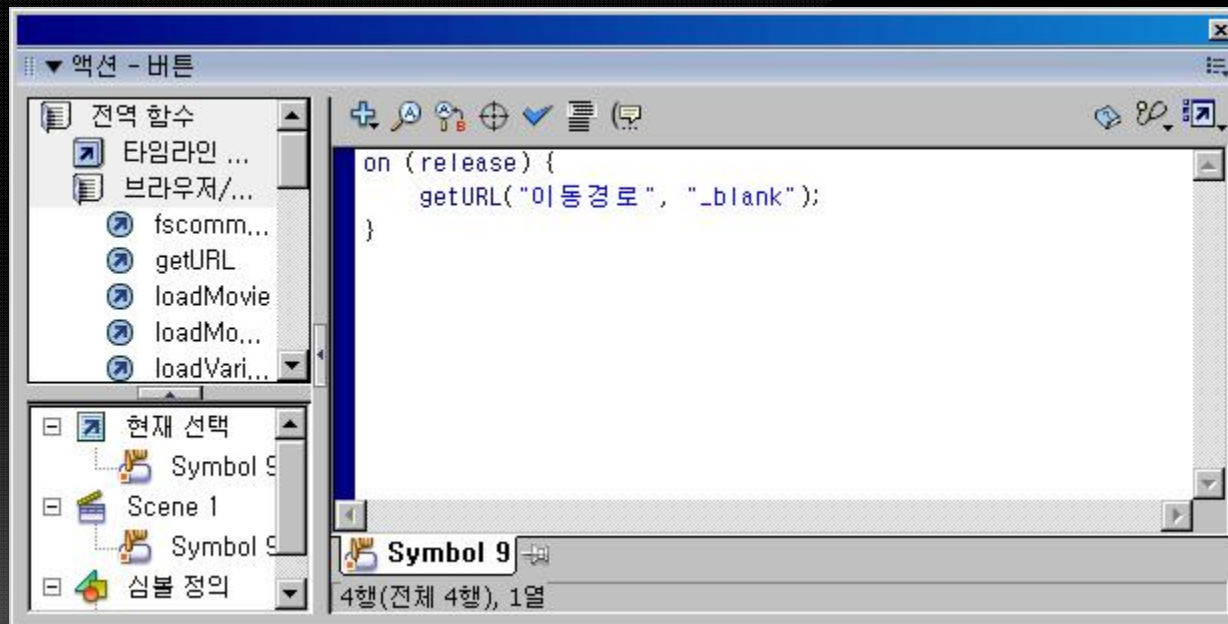 액션 - 버튼
전역 함수
타임라인 ...
브라우저/...
fscomm...
getURL
loadMovie
loadMo...
loadVari...
현재 선택
Symbol 9
Scene 1
Symbol 9
심볼 정의
on (release) {
getURL("이동경로", "_blank");
}
Symbol 9
4행(전체 4행), 1열